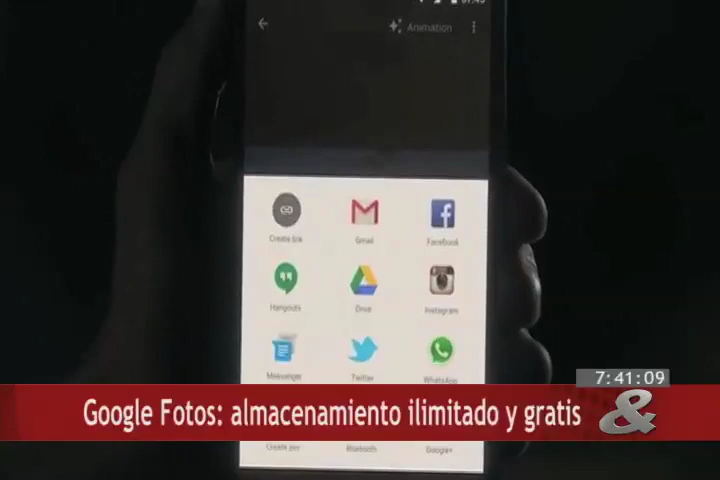 Animation
Create link
Gmail
Facebook
Hangouts
Drive
Instagram
Messenger
Twitter
WhatsApp
7:41:09
Google Fotos: almacenamiento ilimitado y gratis
&
Bluetooth
Google+